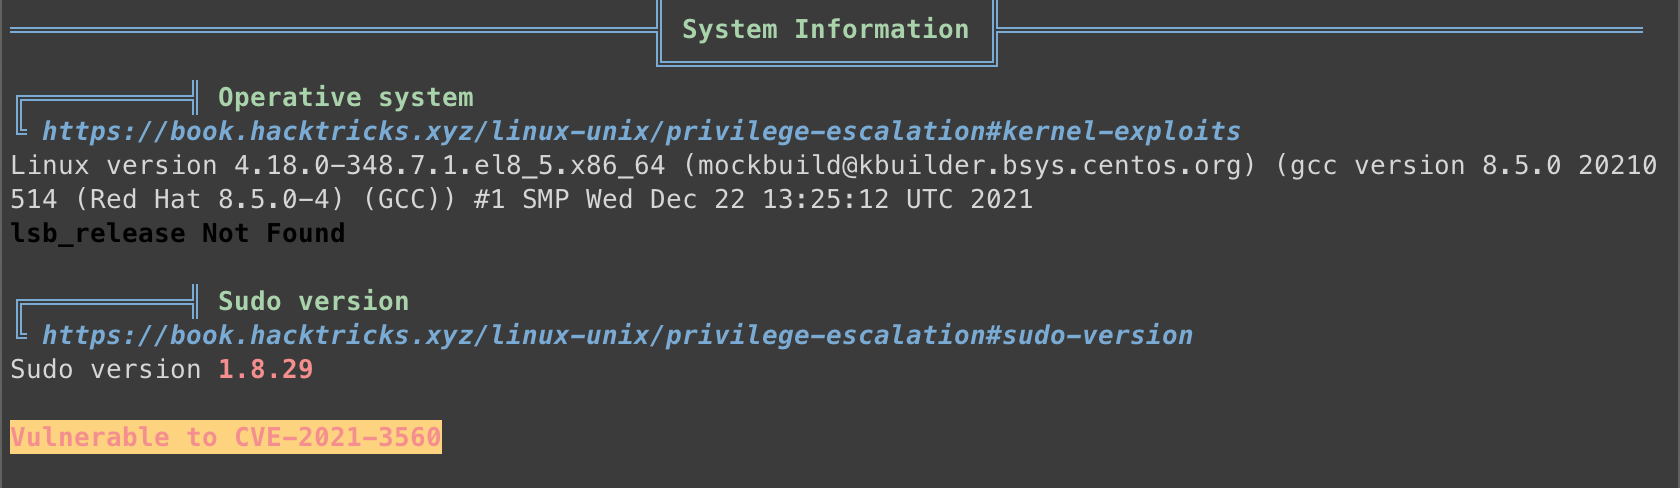 System Information
Operative system
https://book.hacktricks.xyz/linux-unix/privilege-escalation#kernel-exploits
Linux version 4.18.0-348.7.1.el8_5.x86_64 (mockbuild@kbuilder.bsys.centos.org) (gcc version 8.5.0 20210
514 (Red Hat 8.5.0-4) (GCC)) #1 SMP Wed Dec 22 13:25:12 UTC 2021
lsb_release Not Found
Sudo version
https://book.hacktricks.xyz/linux-unix/privilege-escalation#sudo-version
Sudo version 1.8.29
Vulnerable to CVE-2021-3560